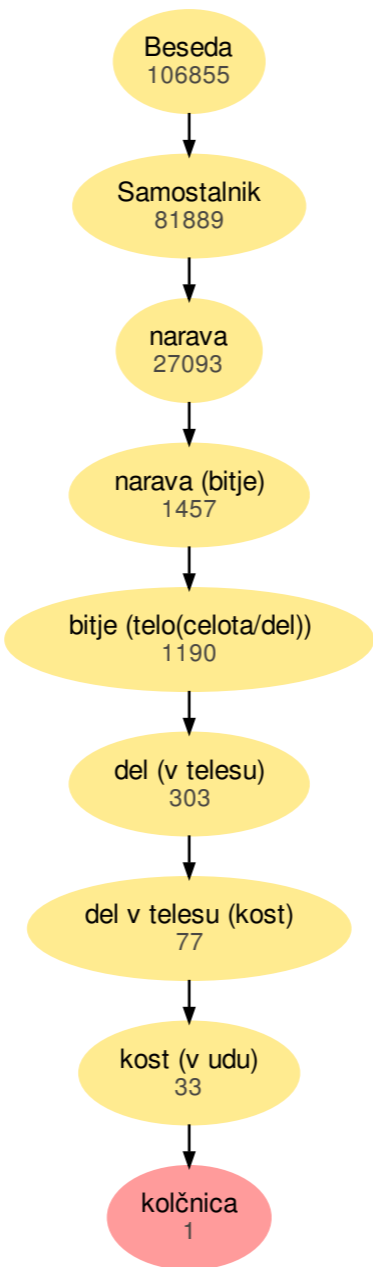 Beseda
106855
Samostalnik
81889
narava
27093
narava (bitje)
1457
bitje (telo(celota/del))
1190
del (v telesu)
303
del v telesu (kost)
77
kost (v udu)
33
kolčnica
1